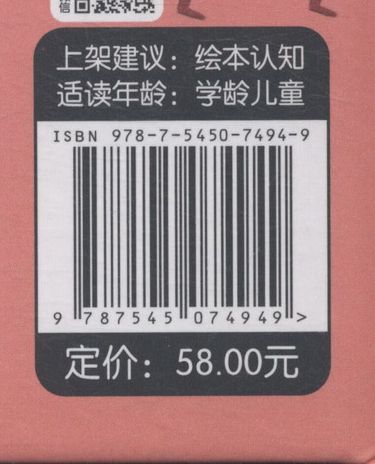 信
上架建议：绘本认知
适读年龄：学龄儿童
ISBN 978-7-5450-7494-9
9 787545 074949 >
定价：58.00元